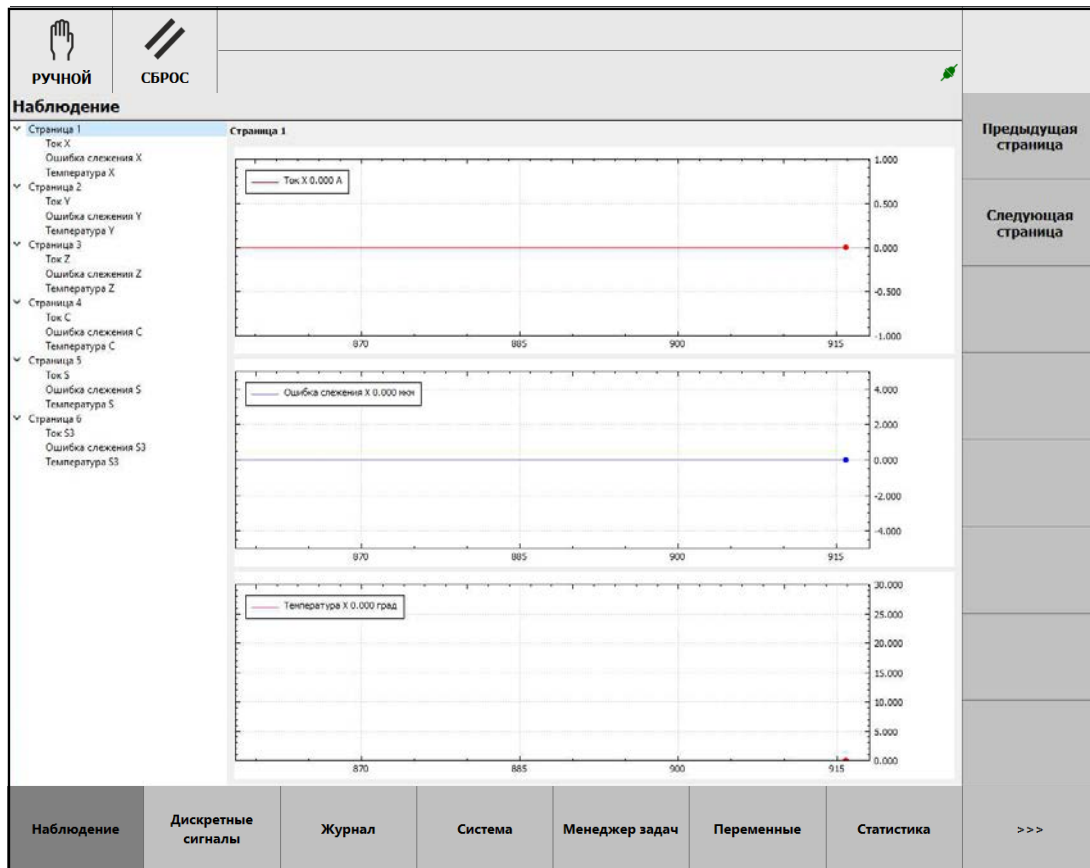 РУЧНОЙ
СБРОС
Наблюдение
Страница 1
Ток X
Ошибка слежения X
Температура X
Страница 2
Ток Y
Ошибка слежения Y
Температура Y
Страница 3
Ток Z
Ошибка слежения Z
Температура Z
Страница 4
Ток C
Ошибка слежения C
Температура C
Страница 5
Ток S
Ошибка слежения S
Температура S
Страница 6
Ток S3
Ошибка слежения S3
Температура S3
Страница 1
Ток X 0.000 А
1.000
0.500
0.000
-0.500
-1.000
870
885
900
915
Ошибка слежения X 0.000 мкм
4.000
2.000
0.000
-2.000
-4.000
870
885
900
915
Температура X 0.000 град
30.000
25.000
20.000
15.000
10.000
5.000
0.000
870
885
900
915
Предыдущая
страница
Следующая
страница
Наблюдение
Дискретные
сигналы
Журнал
Система
Менеджер задач
Переменные
Статистика
>>>